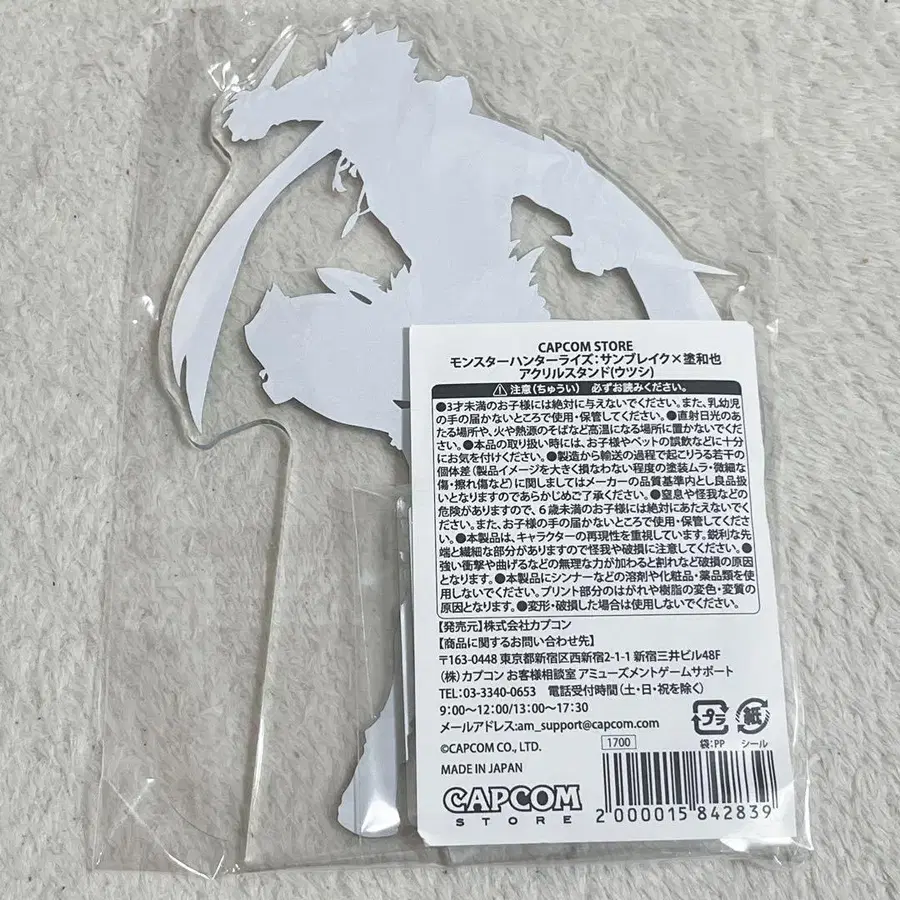 CAPCOM STORE
モンスターハンターライズ：サンブレイク×塗和也
アクリルスタンド(ウツシ)
注意(ちゅうい) 必ずお読みください。
●3才未満のお子様には絶対に与えないでください。また、乳幼児
の手の届かないところで使用・保管してください。●直射日光のあ
たる場所や、火や熱源のそばなど高温になる場所に置かないでくだ
さい。●本品の取り扱い時には、お子様やペットの誤飲などに十分
にお気を付けください。●製造から輸送の過程で起こりうる若干の
個体差(製品イメージを大きく損なわない程度の塗装ムラ・微細な
傷・擦れ傷など)に関しましてはメーカーの品質基準内とし良品扱
いとなりますのであらかじめご了承ください。●窒息や怪我などの
危険がありますので、6歳未満のお子様には絶対にあたえないでく
ださい。また、お子様の手の届かないところで使用・保管してくださ
い。●本製品は、キャラクターの再現性を重視しています。鋭利な先
端と繊細な部分がありますので怪我や破損に注意してください。●
強い衝撃や曲げるなどの無理な力が加わると割れなど破損の原因
となります。●本製品にシンナーなどの溶剤や化粧品・薬品類を使
用しないでください。プリント部分のはがれや樹脂の変色・変質の
原因となります。●変形・破損した場合は使用しないでください。
【発売元】株式会社カプコン
【商品に関するお問い合わせ先】
〒163-0448 東京都新宿区西新宿2-1-1 新宿三井ビル48F
(株) カプコン お客様相談室 アミューズメントゲームサポート
TEL:03-3340-0653 電話受付時間(土・日・祝を除く)
9：00～12：00/13：00～17：30
メールアドレス:am_support@capcom.com
プラ 紙
袋：PP シール
©CAPCOM CO., LTD.
1700
MADE IN JAPAN
CAPCOM
STORE
2 000015 842839